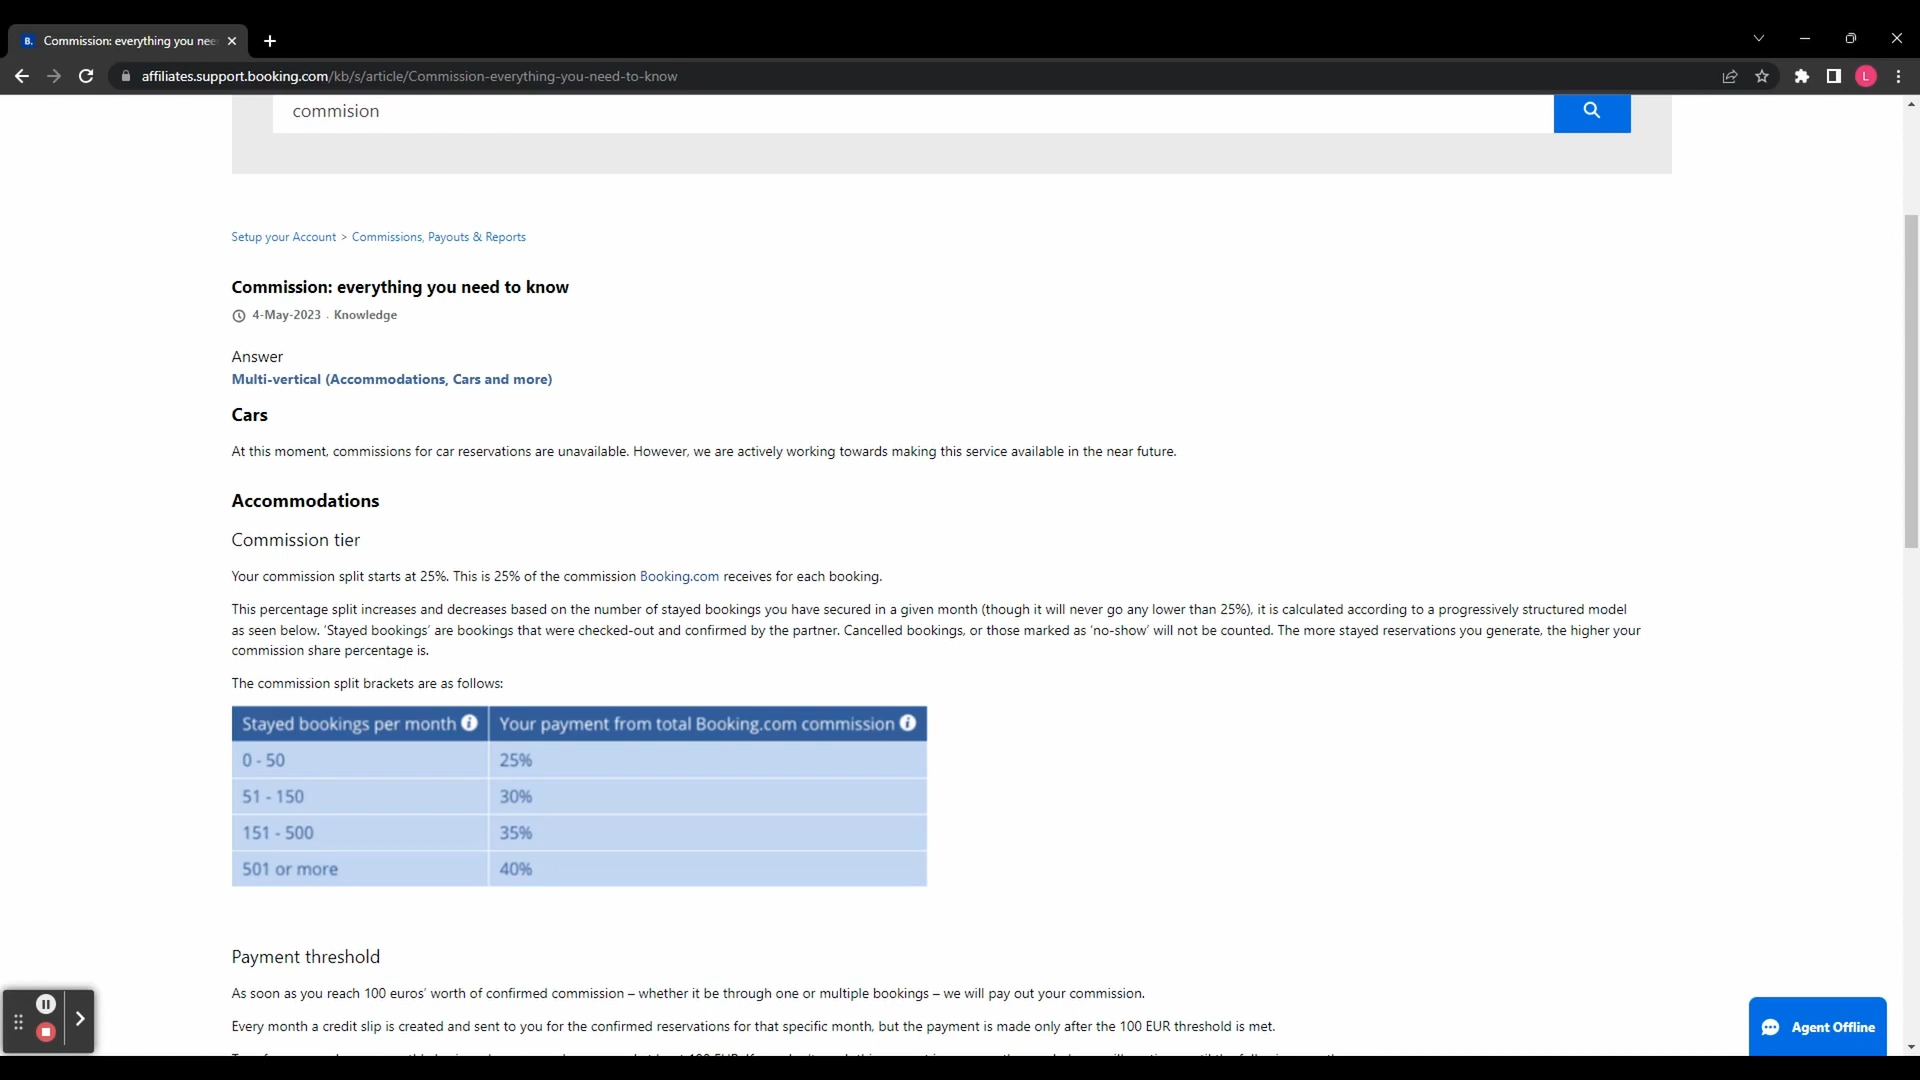 B. Commission: everything you nee
affiliates.support.booking.com/kb/s/article/Commission-everything-you-need-to-know
L
commision
Setup your Account > Commissions, Payouts & Reports
Commission: everything you need to know
4-May-2023 . Knowledge
Answer
Multi-vertical (Accommodations, Cars and more)
Cars
At this moment, commissions for car reservations are unavailable. However, we are actively working towards making this service available in the near future.
Accommodations
Commission tier
Your commission split starts at 25%. This is 25% of the commission Booking.com receives for each booking.
This percentage split increases and decreases based on the number of stayed bookings you have secured in a given month (though it will never go any lower than 25%), it is calculated according to a progressively structured model
as seen below. ‘Stayed bookings’ are bookings that were checked-out and confirmed by the partner. Cancelled bookings, or those marked as ‘no-show’ will not be counted. The more stayed reservations you generate, the higher your
commission share percentage is.
The commission split brackets are as follows:
Stayed bookings per month Your payment from total Booking.com commission
0 - 50 25%
51 - 150 30%
151 - 500 35%
501 or more 40%
Payment threshold
As soon as you reach 100 euros’ worth of confirmed commission – whether it be through one or multiple bookings – we will pay out your commission.
Every month a credit slip is created and sent to you for the confirmed reservations for that specific month, but the payment is made only after the 100 EUR threshold is met.
Agent Offline